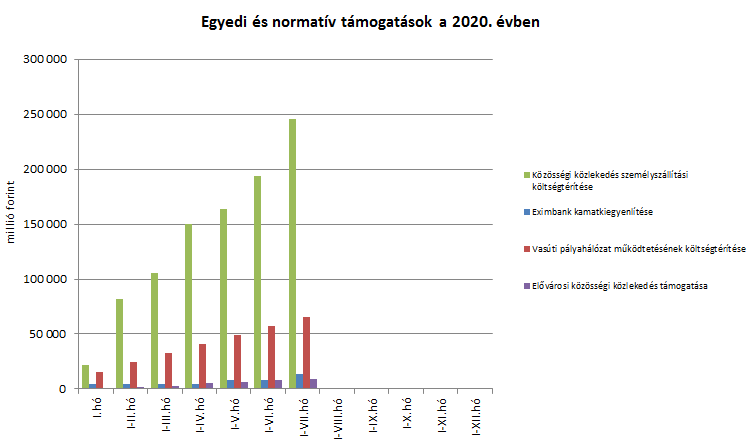 Egyedi és normatív támogatások a 2020. évben
300 000
250 000
200 000
150 000
100 000
50 000
0
millió forint
I.hó
I-II.hó
I-III.hó
I-IV.hó
I-V.hó
I-VI.hó
I-VII.hó
I-VIII.hó
I-IX.hó
I-X.hó
I-XI.hó
I-XII.hó
Közösségi közlekedés személyszállítási
költségtérítése
Eximbank kamatkiegyenlítése
Vasúti pályahálózat működtetésének költségtérítése
Elővárosi közösségi közlekedés támogatása